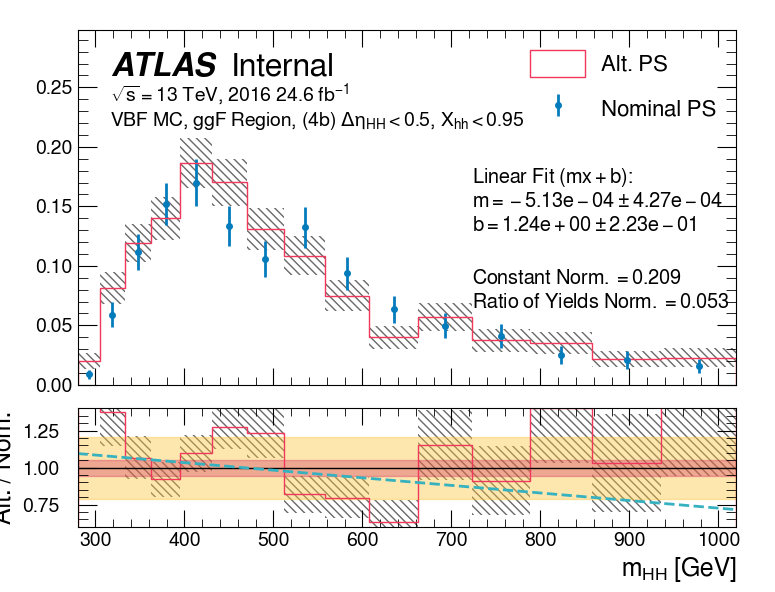 ATLAS Internal
√s = 13 TeV, 2016 24.6 fb⁻¹
VBF MC, ggF Region, (4b) Δη_HH < 0.5, X_hh < 0.95
Alt. PS
Nominal PS
Linear Fit (mx + b):
m = − 5.13e − 04 ± 4.27e − 04
b = 1.24e + 00 ± 2.23e − 01
Constant Norm. = 0.209
Ratio of Yields Norm. = 0.053
0.25
0.20
0.15
0.10
0.05
0.00
Alt. / Nom.
1.25
1.00
0.75
300 400 500 600 700 800 900 1000
m_HH [GeV]